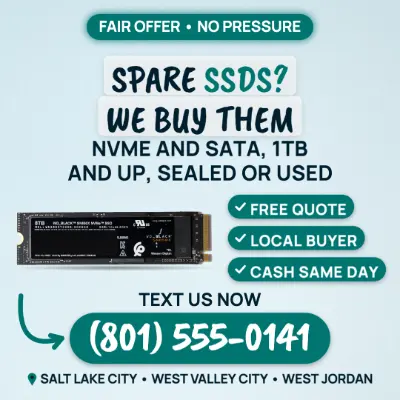 FAIR OFFER • NO PRESSURE
SPARE SSDS?
WE BUY THEM
NVME AND SATA, 1TB
AND UP, SEALED OR USED
8TB
FREE QUOTE
LOCAL BUYER
CASH SAME DAY
TEXT US NOW
(801) 555-0141
SALT LAKE CITY • WEST VALLEY CITY • WEST JORDAN